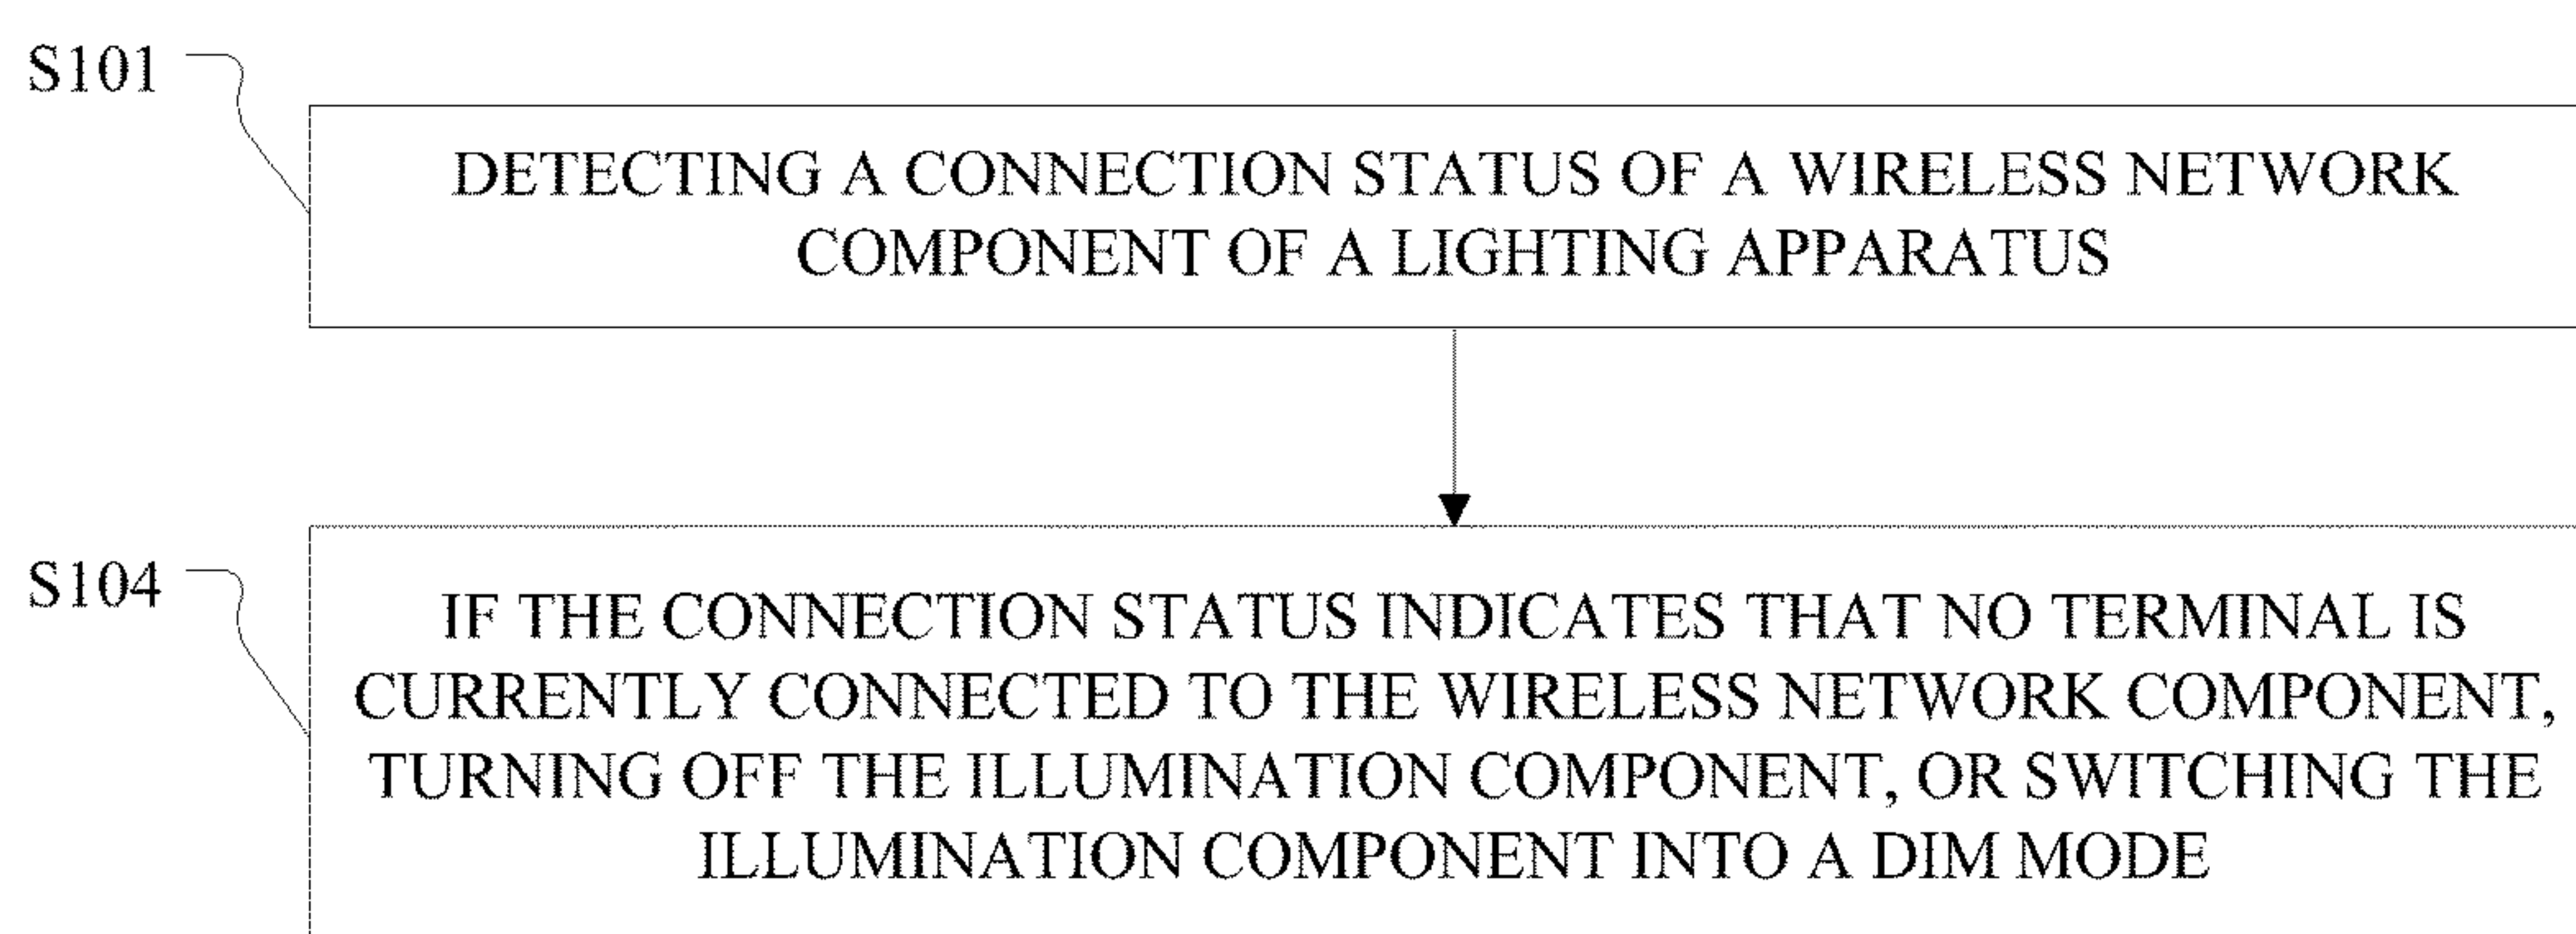 S101
DETECTING A CONNECTION STATUS OF A WIRELESS NETWORK
COMPONENT OF A LIGHTING APPARATUS
S104
IF THE CONNECTION STATUS INDICATES THAT NO TERMINAL IS
CURRENTLY CONNECTED TO THE WIRELESS NETWORK COMPONENT,
TURNING OFF THE ILLUMINATION COMPONENT, OR SWITCHING THE
ILLUMINATION COMPONENT INTO A DIM MODE